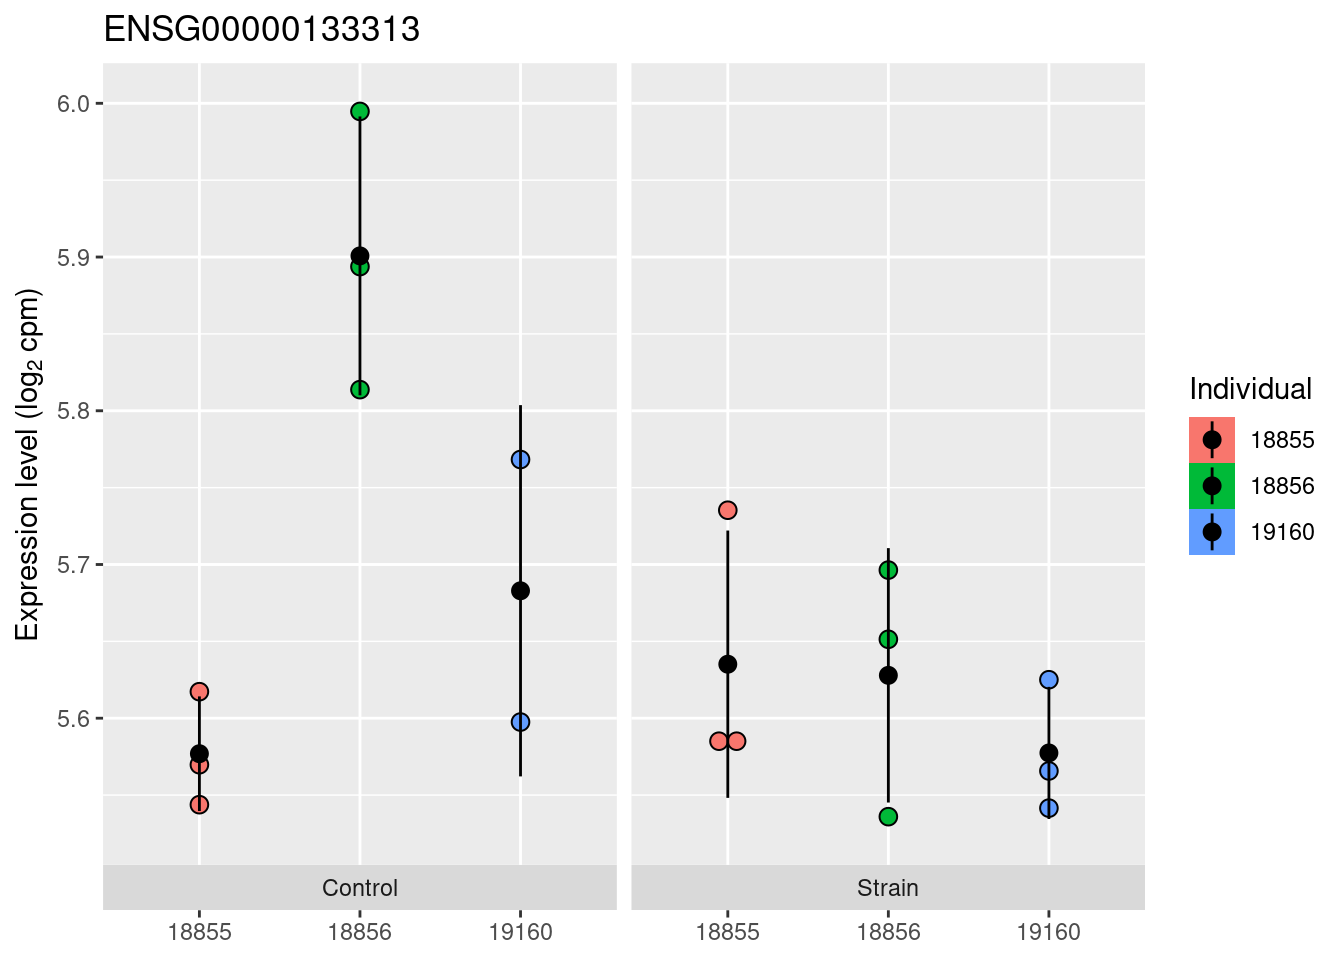 ENSG00000133313
Expression level (log₂ cpm)
6.0
5.9
5.8
5.7
5.6
Control
Strain
18855
18856
19160
18855
18856
19160
Individual
18855
18856
19160